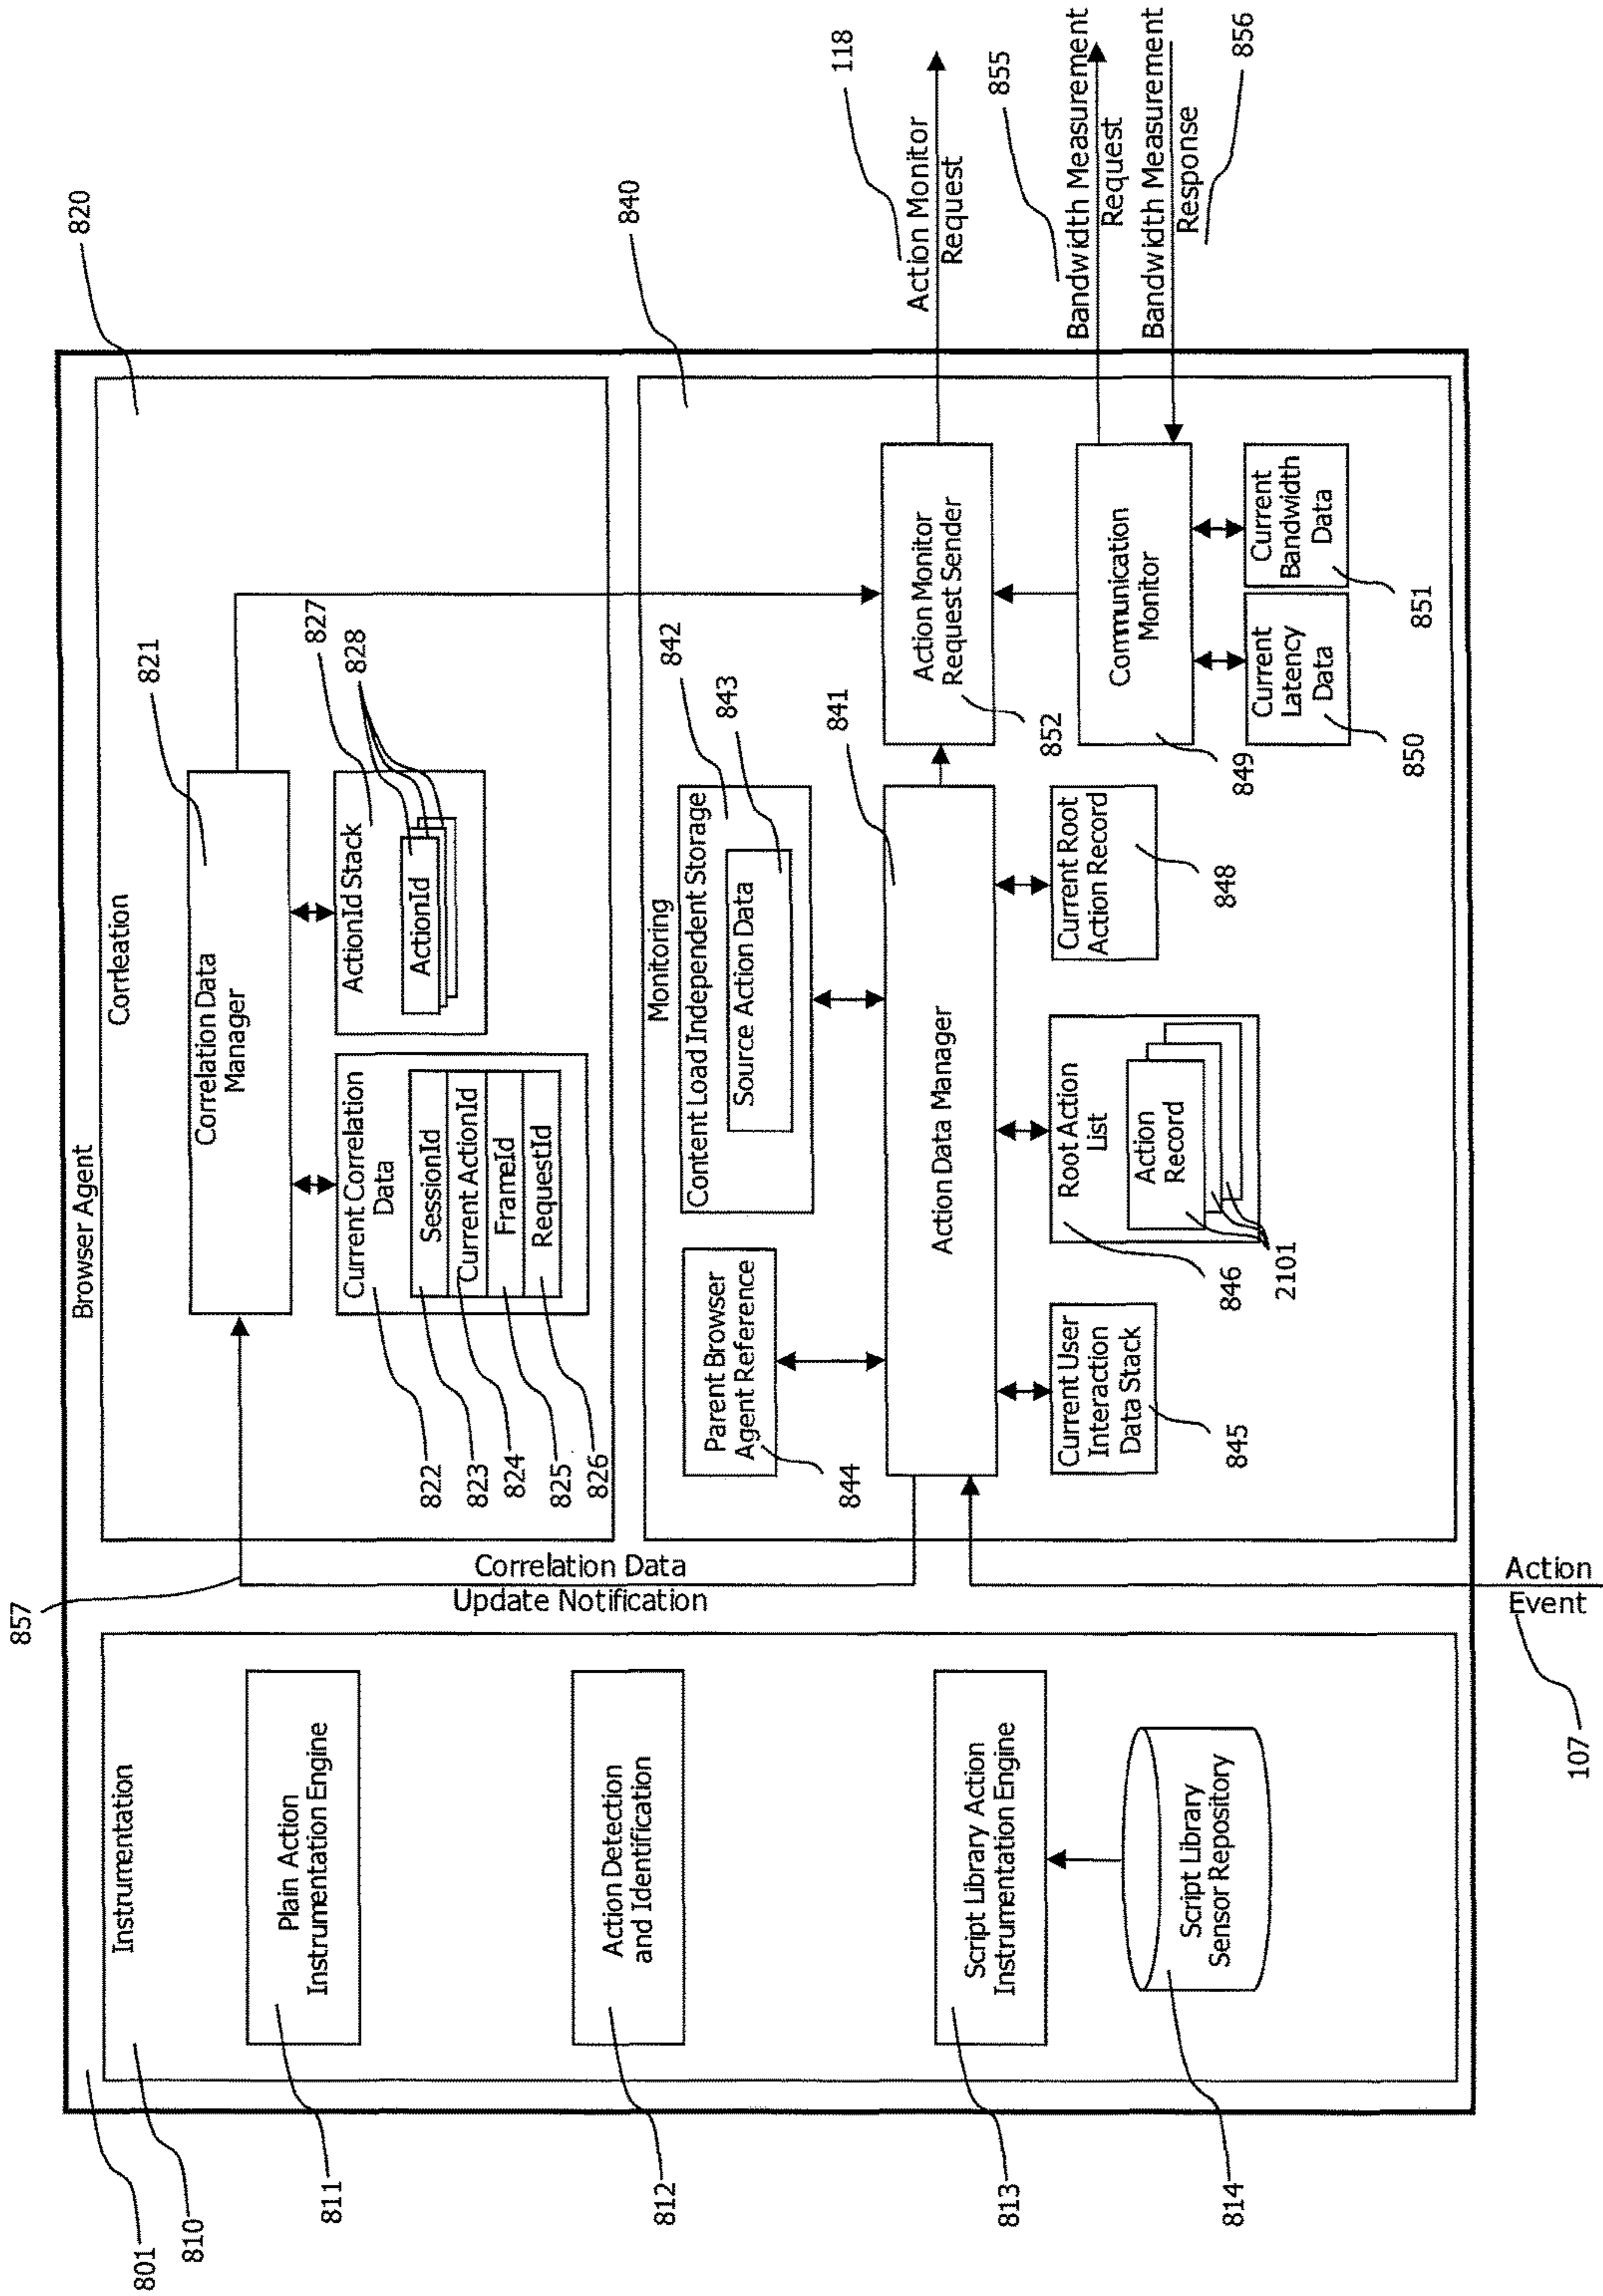 Browser Agent
Instrumentation
Plain Action
Instrumentation Engine
Action Detection
and Identification
Script Library Action
Instrumentation Engine
Script Library
Sensor Repository
801
810
811
812
813
814
857
Correlation Data
Update Notification
Action
Event
107
Corrleation
820
Correlation Data
Manager
821
Current Correlation
Data
SessionId
Current ActionId
FrameId
RequestId
822
823
824
825
826
ActionId Stack
ActionId
827
828
Monitoring
840
Parent Browser
Agent Reference
844
Content Load Independent Storage
Source Action Data
842
843
Action Data Manager
841
Current User
Interaction
Data Stack
845
Root Action
List
Action
Record
846
2101
Current Root
Action Record
848
Action Monitor
Request Sender
852
Communication
Monitor
849
Current
Latency
Data
850
Current
Bandwidth
Data
851
118
Action Monitor
Request
855
Bandwidth Measurement
Request
Bandwidth Measurement
Response
856